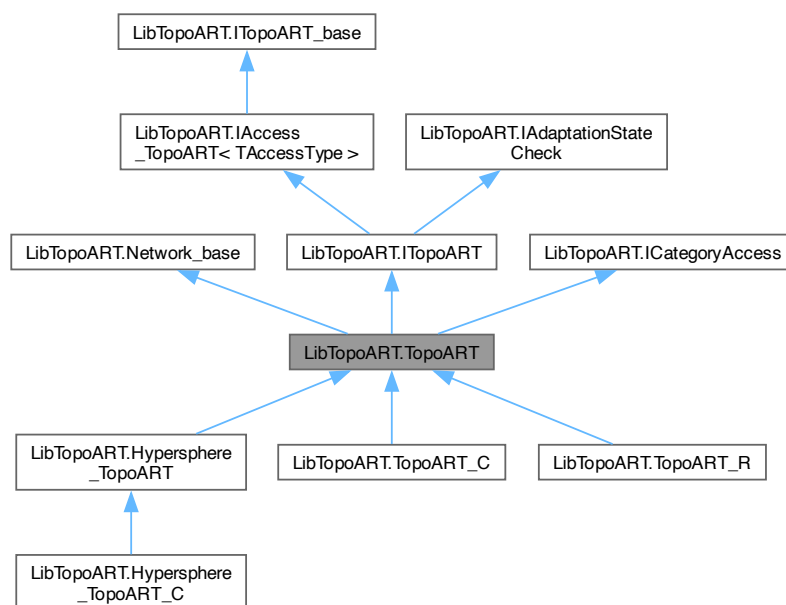 LibTopoART.ITopoART_base
LibTopoART.IAccess
_TopoART< TAccessType >
LibTopoART.IAdaptationState
Check
LibTopoART.Network_base
LibTopoART.ITopoART
LibTopoART.ICategoryAccess
LibTopoART.TopoART
LibTopoART.Hypersphere
_TopoART
LibTopoART.TopoART_C
LibTopoART.TopoART_R
LibTopoART.Hypersphere
_TopoART_C